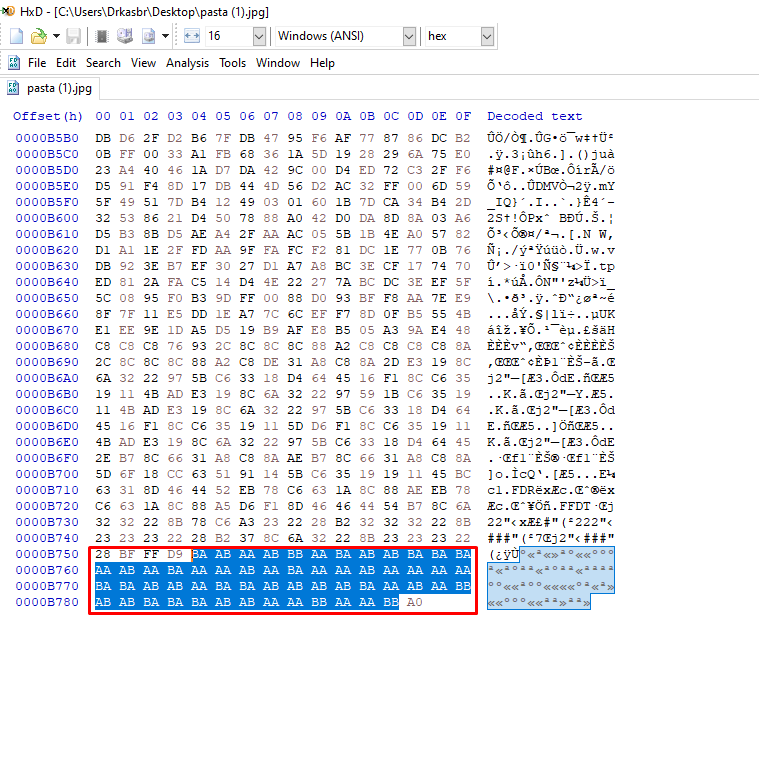 HxD - [C:\Users\Drkasbr\Desktop\pasta (1).jpg]
16 Windows (ANSI) hex
File Edit Search View Analysis Tools Window Help
pasta (1).jpg
Offset(h) 00 01 02 03 04 05 06 07 08 09 0A 0B 0C 0D 0E 0F Decoded text
0000B5B0 DB D6 2F D2 B6 7F DB 47 95 F6 AF 77 87 86 DC B2 ÛÖ/Ò¶.ÛG•ö¯w‡†Ü²
0000B5C0 0B FF 00 33 A1 FB 68 36 1A 5D 19 28 29 6A 75 E0 .ÿ.3¡ûh6.].()juà
0000B5D0 23 A4 40 46 1A D7 DA 42 9C 00 D4 ED 72 C3 2F F6 #¤@F.×ÚBœ.ÔírÃ/ö
0000B5E0 D5 91 F4 8D 17 DB 44 4D 56 D2 AC 32 FF 00 6D 59 Õ‘ô..ÛDMVÒ¬2ÿ.mY
0000B5F0 5F 49 51 7D B4 12 49 03 01 60 1B 7D CA 34 B4 2D _IQ}´.I..`.}Ê4´-
0000B600 32 53 86 21 D4 50 78 88 A0 42 D0 DA 8D 8A 03 A6 2S†!ÔPxˆ BÐÚ.Š.¦
0000B610 D5 B3 8B D5 AE A4 2F AA AC 05 5B 1B 4E A0 57 82 Õ³‹Õ®¤/ª¬.[.N W‚
0000B620 D1 A1 1E 2F FD AA 9F FA FC F2 81 DC 1E 77 0B 76 Ñ¡./ýªŸúüò.Ü.w.v
0000B630 DB 92 3E B7 EF 30 27 D1 A7 A8 BC 3E CF 17 74 70 Û’>·ï0'Ñ§¨¼>Ï.tp
0000B640 ED 81 2A FA C5 14 D4 4E 22 27 7A BC DC 3E EF 5F í.*úÅ.ÔN"'z¼Ü>ï_
0000B650 5C 08 95 F0 B3 9D FF 00 88 D0 93 BF F8 AA 7E E9 \.•ð³.ÿ.ˆÐ“¿øª~é
0000B660 8F 7F 11 E5 DD 1E A7 7C 6C EF F7 8D 0F B5 55 4B ...åÝ.§|lï÷..µUK
0000B670 E1 EE 9E 1D A5 D5 19 B9 AF E8 B5 05 A3 9A E4 48 áîž.¥Õ.¹¯èµ.£šäH
0000B680 C8 C8 C8 76 93 2C 8C 8C 8C 88 A2 C8 C8 C8 C8 8A ÈÈÈv“,ŒŒŒˆ¢ÈÈÈÈŠ
0000B690 2C 8C 8C 8C 88 A2 C8 DE 31 A8 C8 8A 2D E3 19 8C ,ŒŒŒˆ¢ÈÞ1¨ÈŠ-ã.Œ
0000B6A0 6A 32 22 97 5B C6 33 18 D4 64 45 16 F1 8C C6 35 j2"—[Æ3.ÔdE.ñŒÆ5
0000B6B0 19 11 4B AD E3 19 8C 6A 32 22 97 59 1B C6 35 19 ..K.ã.Œj2"—Y.Æ5.
0000B6C0 11 4B AD E3 19 8C 6A 32 22 97 5B C6 33 18 D4 64 .K.ã.Œj2"—[Æ3.Ôd
0000B6D0 45 16 F1 8C C6 35 19 11 5D D6 F1 8C C6 35 19 11 E.ñŒÆ5..]ÖñŒÆ5..
0000B6E0 4B AD E3 19 8C 6A 32 22 97 5B C6 33 18 D4 64 45 K.ã.Œj2"—[Æ3.ÔdE
0000B6F0 2E B7 8C 66 31 A8 C8 8A AE B7 8C 66 31 A8 C8 8A .·Œf1¨ÈŠ®·Œf1¨ÈŠ
0000B700 5D 6F 18 CC 63 51 91 14 5B C6 35 19 19 11 45 BC ]o.ÌcQ‘.[Æ5...E¼
0000B710 63 31 8D 46 44 52 EB 78 C6 63 1A 8C 88 AE EB 78 c1.FDRëxÆc.Œˆ®ëx
0000B720 C6 63 1A 8C 88 A5 D6 F1 8D 46 46 44 54 B7 8C 6A Æc.Œˆ¥Öñ.FFDT·Œj
0000B730 32 32 22 8B 78 C6 A3 23 22 28 B2 32 32 32 22 8B 22"‹xÆ£#"(²222"‹
0000B740 23 23 23 22 28 B2 37 8C 6A 32 22 8B 23 23 23 22 ###"(²7Œj2"‹###"
0000B750 28 BF FF D9 BA AB AB AA BB AA BA AB AB BA BA BA (¿ÿÙº««ª»ªº««ººº
0000B760 AA AB AA BA AA AA AB AA BA AA AA AB AA AA AA AA ª«ªºªª«ªºªª«ªªªª
0000B770 BA BA AB AB AA BA BA AB AB AB AB BA AB AA AA BB ºº««ªºº««««º«ªª»
0000B780 AB AB BA BA BA AB AB AA AA BB AA AA BB A0 ««ººº««ªª»ªª»